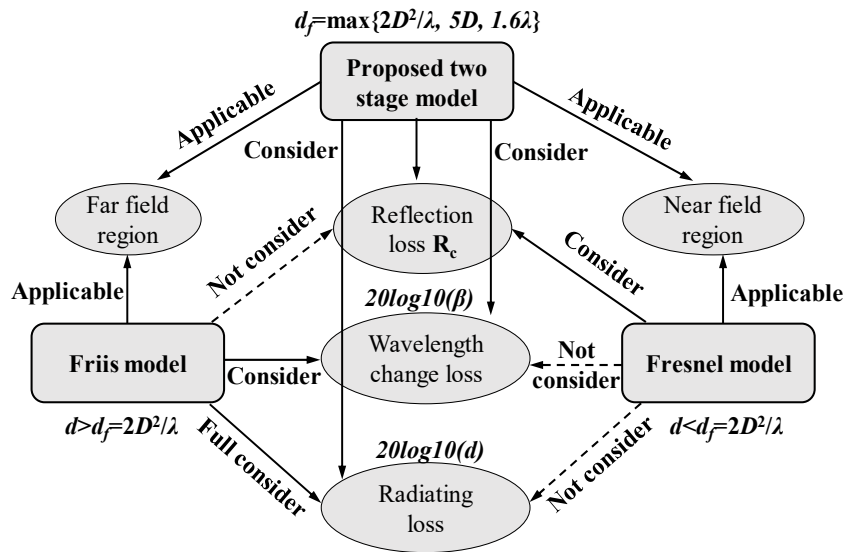 d_f=max{2D²/λ, 5D, 1.6λ}
Proposed two
stage model
Applicable
Consider
Consider
Applicable
Far field
region
Reflection
loss R_c
Near field
region
Not consider
Consider
Applicable
20log10(β)
Applicable
Friis model
Consider
Wavelength
change loss
Not
consider
Fresnel model
d>d_f=2D²/λ
Full consider
20log10(d)
Not consider
d<d_f=2D²/λ
Radiating
loss